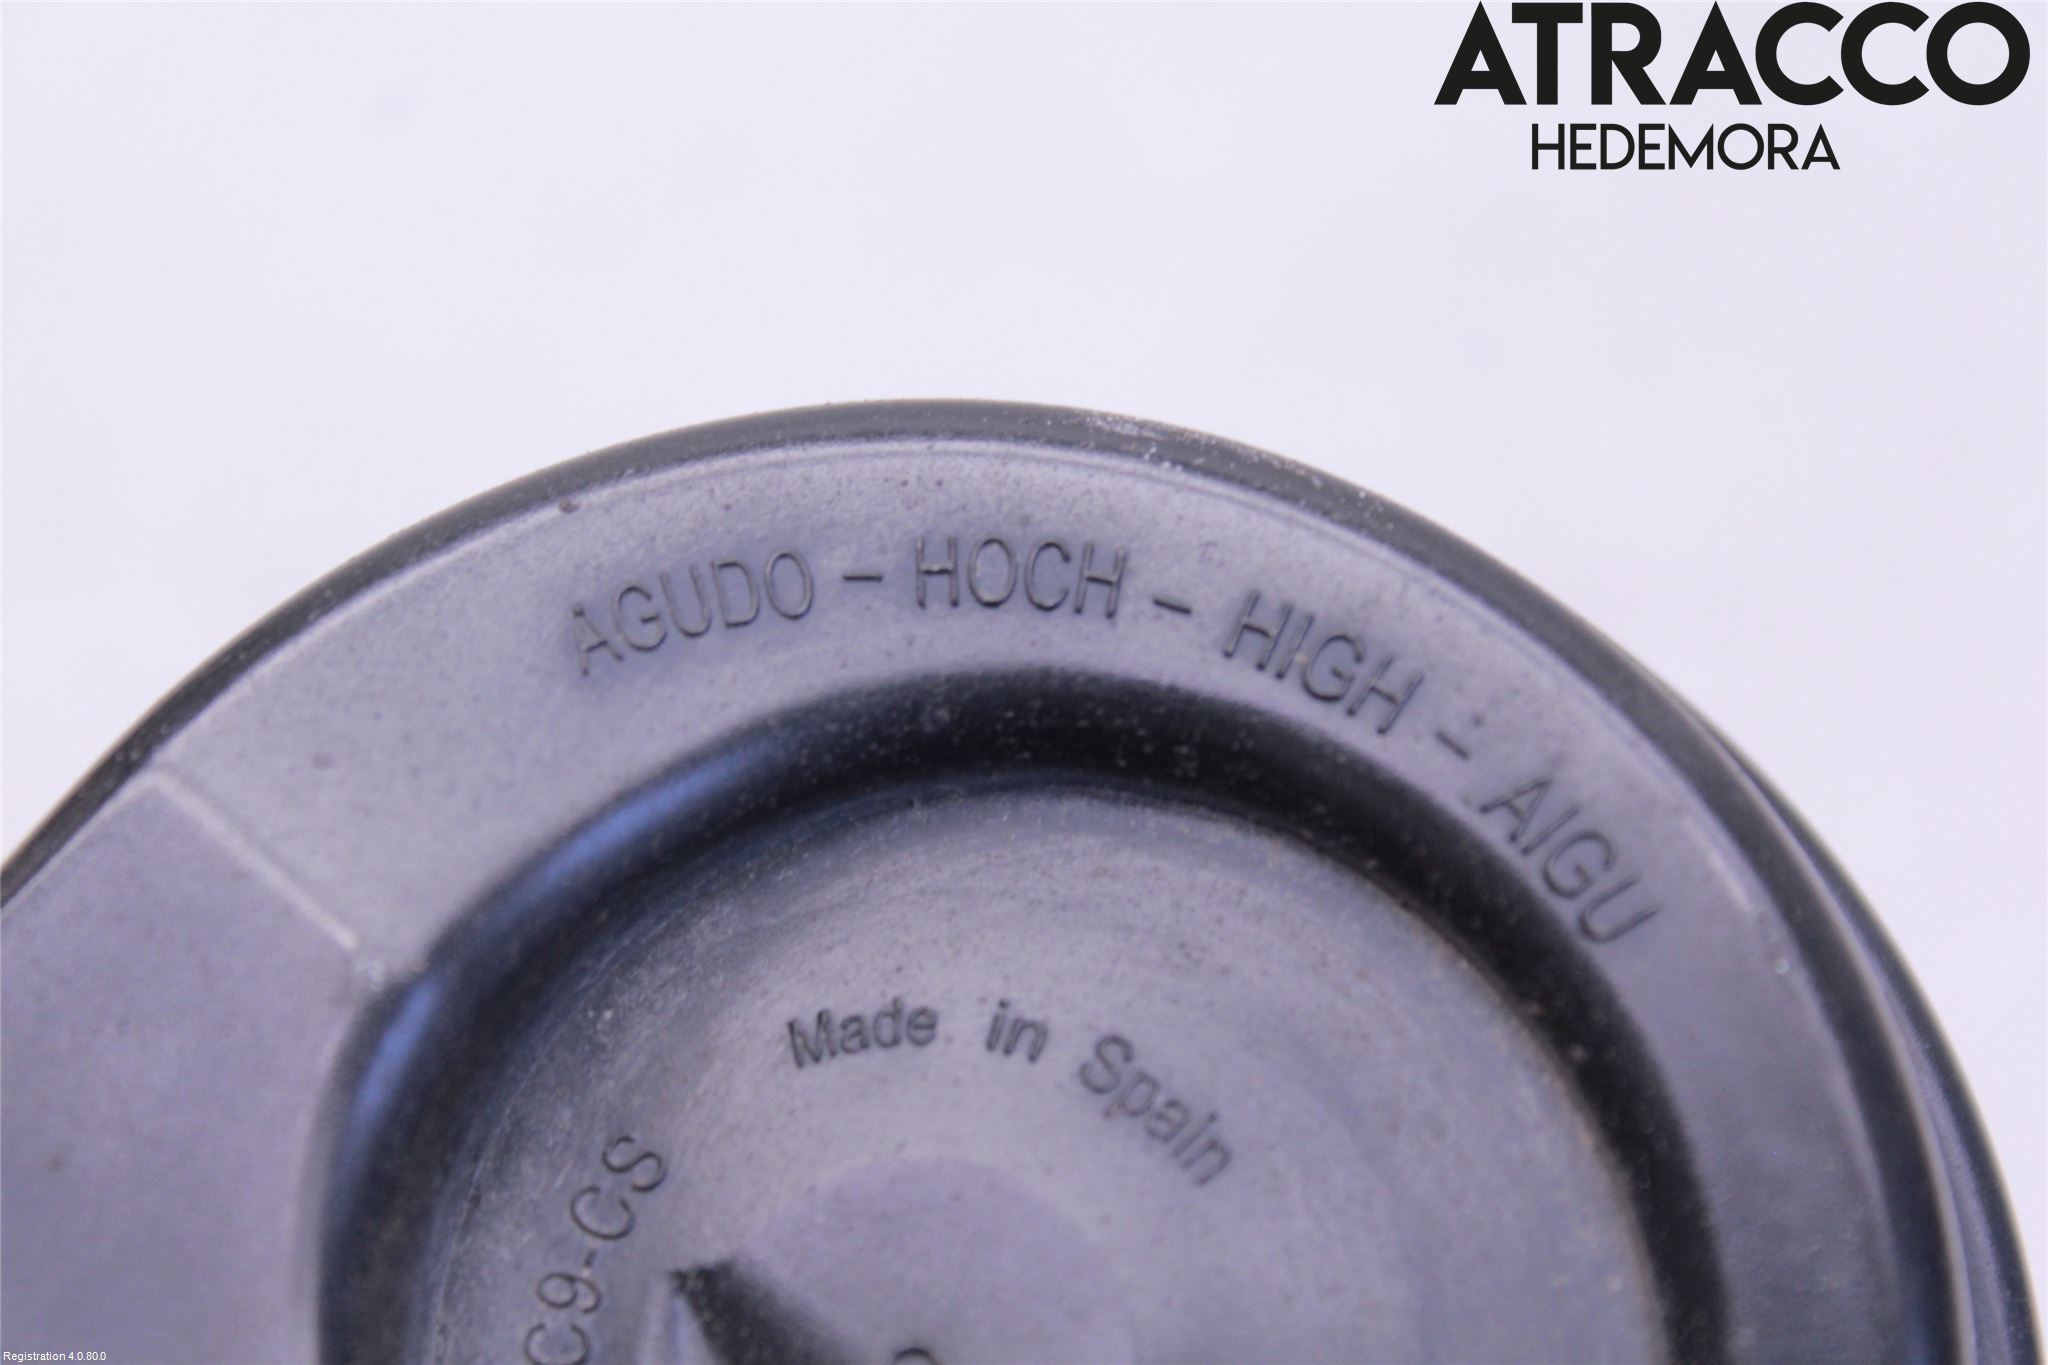 ATRACCO
HEDEMORA
AGUDO – HOCH – HIGH – AIGU
Made in Spain
C9-CS
Registration 4.0.80.0